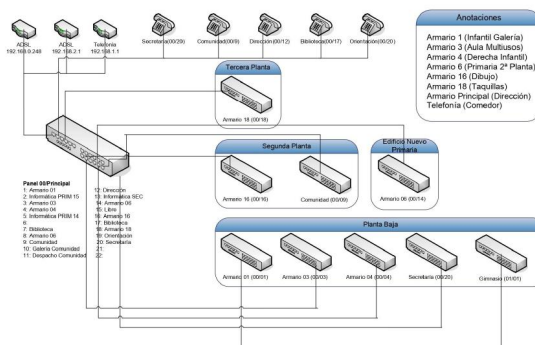 ADSL
192.168.0.248
ADSL
192.168.2.1
Telefonía
192.168.1.1
Secretaría(00/29)
Comunidad(00/9)
Dirección(00/12)
Biblioteca(00/17)
Orientación(00/20)
Anotaciones
Armario 1 (Infantil Galería)
Armario 3 (Aula Multiusos)
Armario 4 (Derecha Infantil)
Armario 6 (Primaria 2ª Planta)
Armario 16 (Dibujo)
Armario 18 (Taquillas)
Armario Principal (Dirección)
Telefonía (Comedor)
Tercera Planta
Armario 18 (00/18)
Segunda Planta
Armario 16 (00/16)
Comunidad (00/09)
Edificio Nuevo
Primaria
Armario 06 (00/14)
Panel 00/Principal
1: Armario 01
2: Informática PRIM 15
3: Armario 03
4: Armario 04
5: Informática PRIM 14
6:
7: Biblioteca
8: Armario 06
9: Comunidad
10: Galería Comunidad
11: Despacho Comunidad
12: Dirección
13: Informática SEC
14: Armario 06
15: Libre
16: Armario 16
17: Biblioteca
18: Armario 18
19: Orientación
20: Secretaría
21:
22:
Planta Baja
Armario 01 (00/01)
Armario 03 (00/03)
Armario 04 (00/04)
Secretaría (00/20)
Gimnasio (01/01)